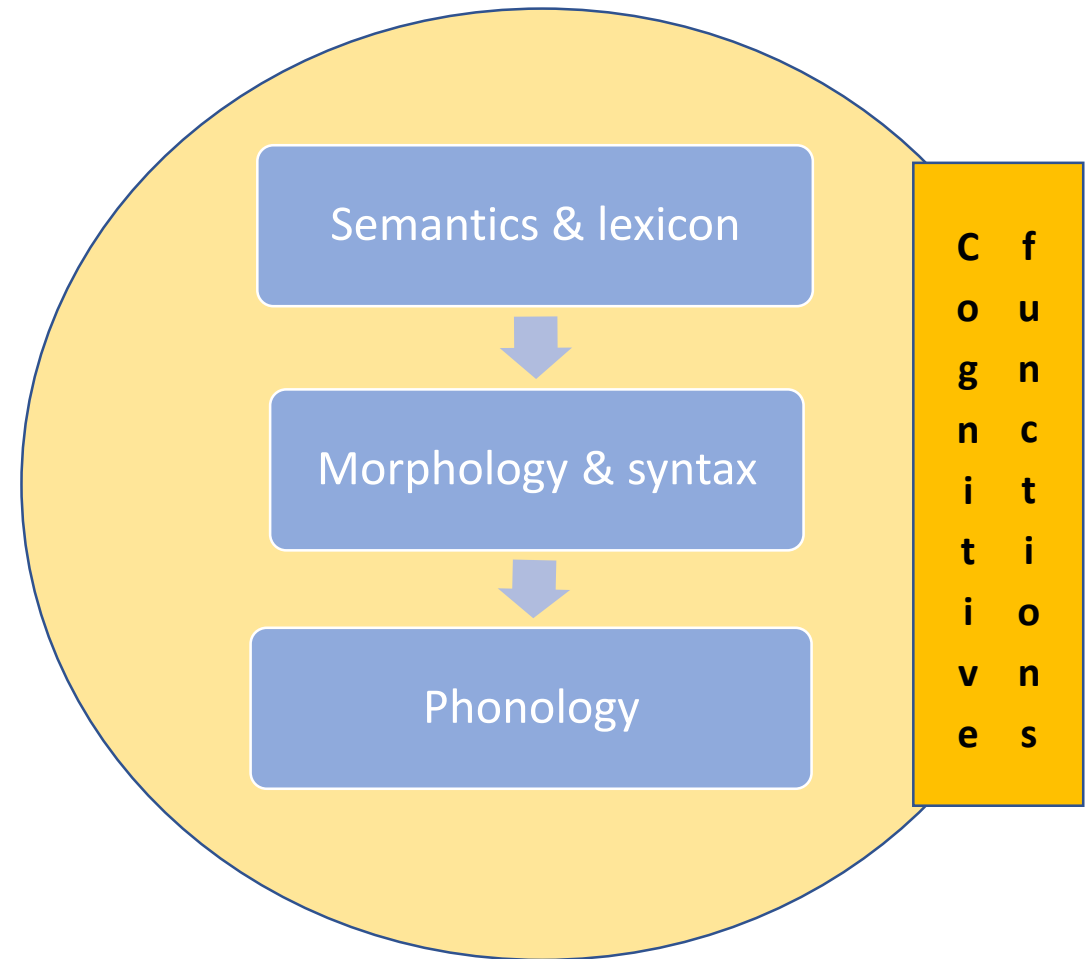 Semantics & lexicon
Morphology & syntax
Phonology
Cognitive
functions